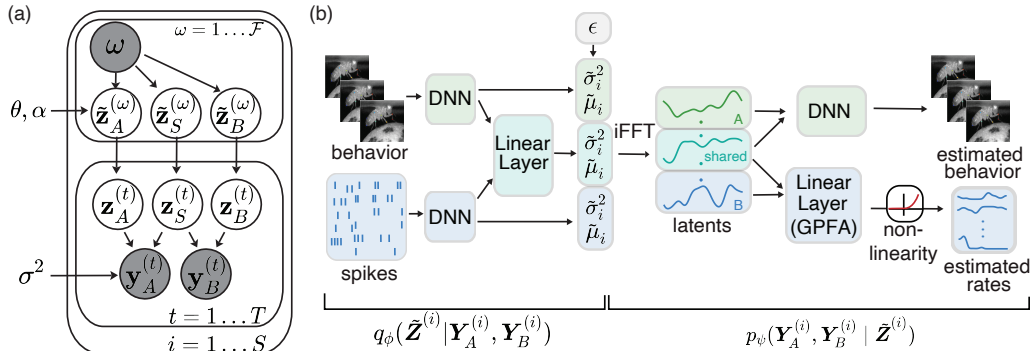 (a)
ω = 1 … F
ω
θ, α
z̃_A^(ω) z̃_S^(ω) z̃_B^(ω)
z_A^(t) z_S^(t) z_B^(t)
σ²
y_A^(t) y_B^(t)
t = 1 … T
i = 1 … S
(b)
behavior
spikes
DNN
DNN
Linear
Layer
ϵ
σ̃_i²
μ̃_i
σ̃_i²
μ̃_i
σ̃_i²
μ̃_i
iFFT
A
shared
B
latents
DNN
Linear
Layer
(GPFA)
non-
linearity
estimated
behavior
estimated
rates
q_ϕ(Z̃^(i)|Y_A^(i), Y_B^(i))
p_ψ(Y_A^(i), Y_B^(i) | Z̃^(i))